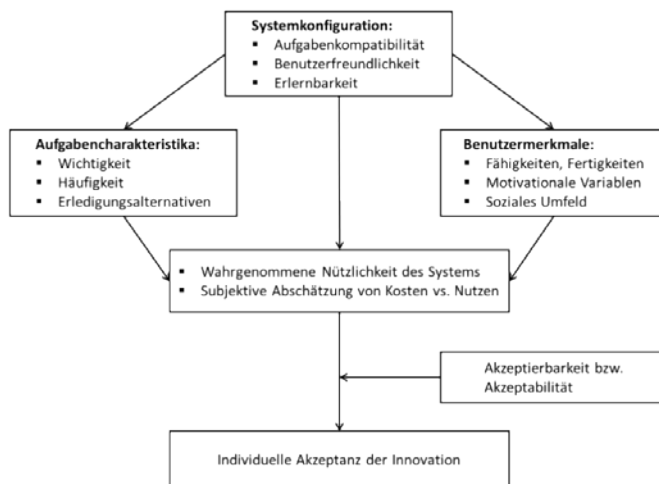 Systemkonfiguration:
▪ Aufgabenkompatibilität
▪ Benutzerfreundlichkeit
▪ Erlernbarkeit
Aufgabencharakteristika:
▪ Wichtigkeit
▪ Häufigkeit
▪ Erledigungsalternativen
Benutzermerkmale:
▪ Fähigkeiten, Fertigkeiten
▪ Motivationale Variablen
▪ Soziales Umfeld
▪ Wahrgenommene Nützlichkeit des Systems
▪ Subjektive Abschätzung von Kosten vs. Nutzen
Akzeptierbarkeit bzw.
Akzeptabilität
Individuelle Akzeptanz der Innovation